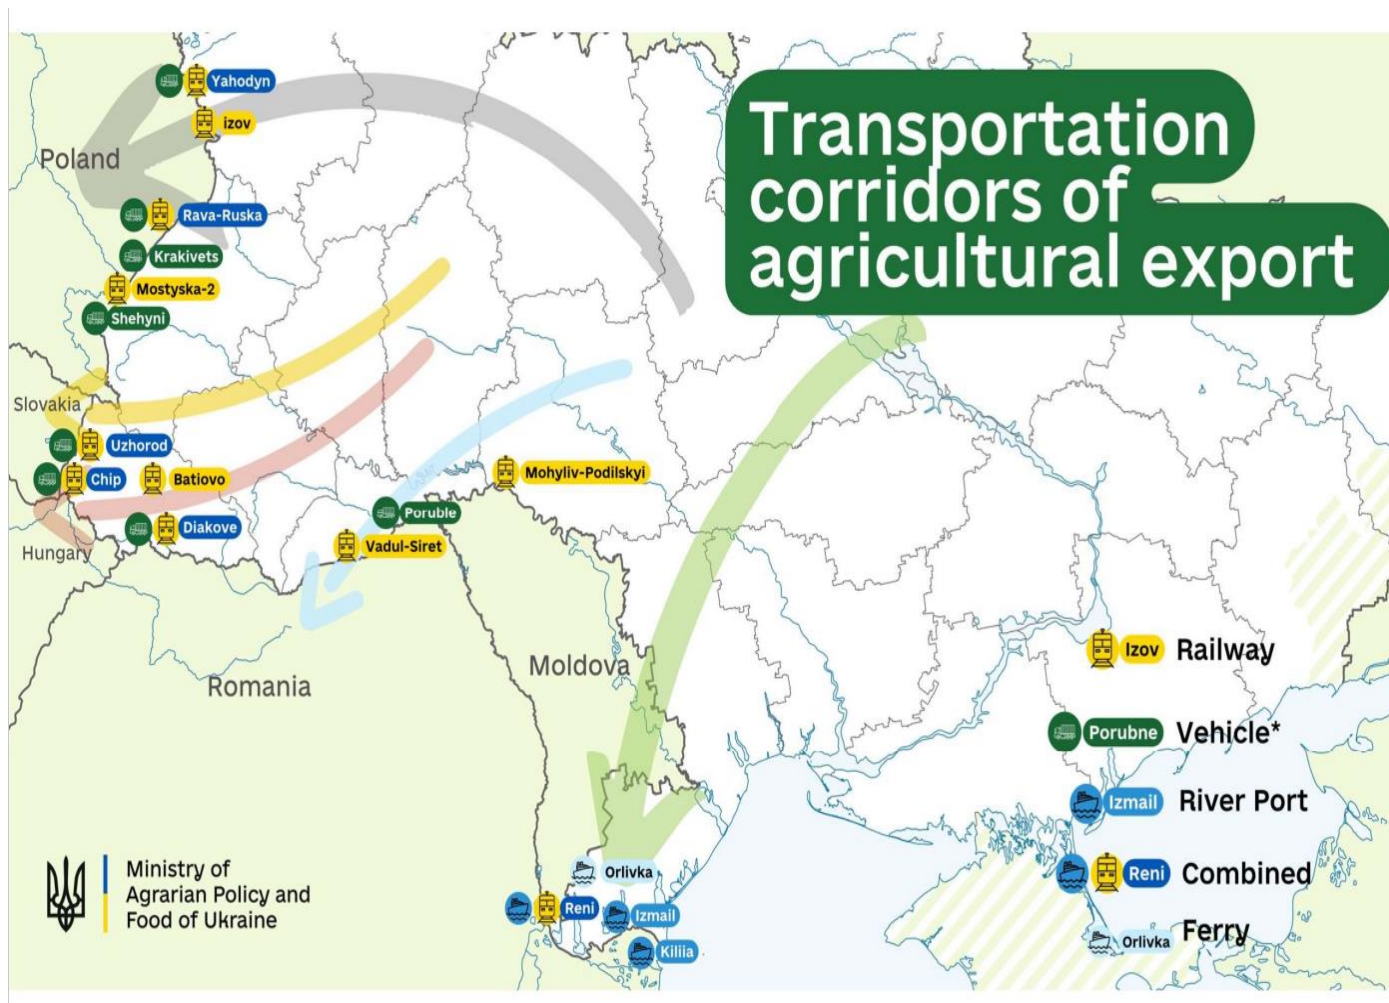 Transportation
corridors of
agricultural export
Yahodyn
izov
Poland
Rava-Ruska
Krakivets
Mostyska-2
Shehyni
Slovakia
Uzhorod
Chip
Batiovo
Mohyliv-Podilskyi
Poruble
Diakove
Vadul-Siret
Hungary
Moldova
Romania
Orlivka
Reni
Izmail
Kiliia
Izov Railway
Porubne Vehicle*
Izmail River Port
Reni Combined
Orlivka Ferry
Ministry of
Agrarian Policy and
Food of Ukraine